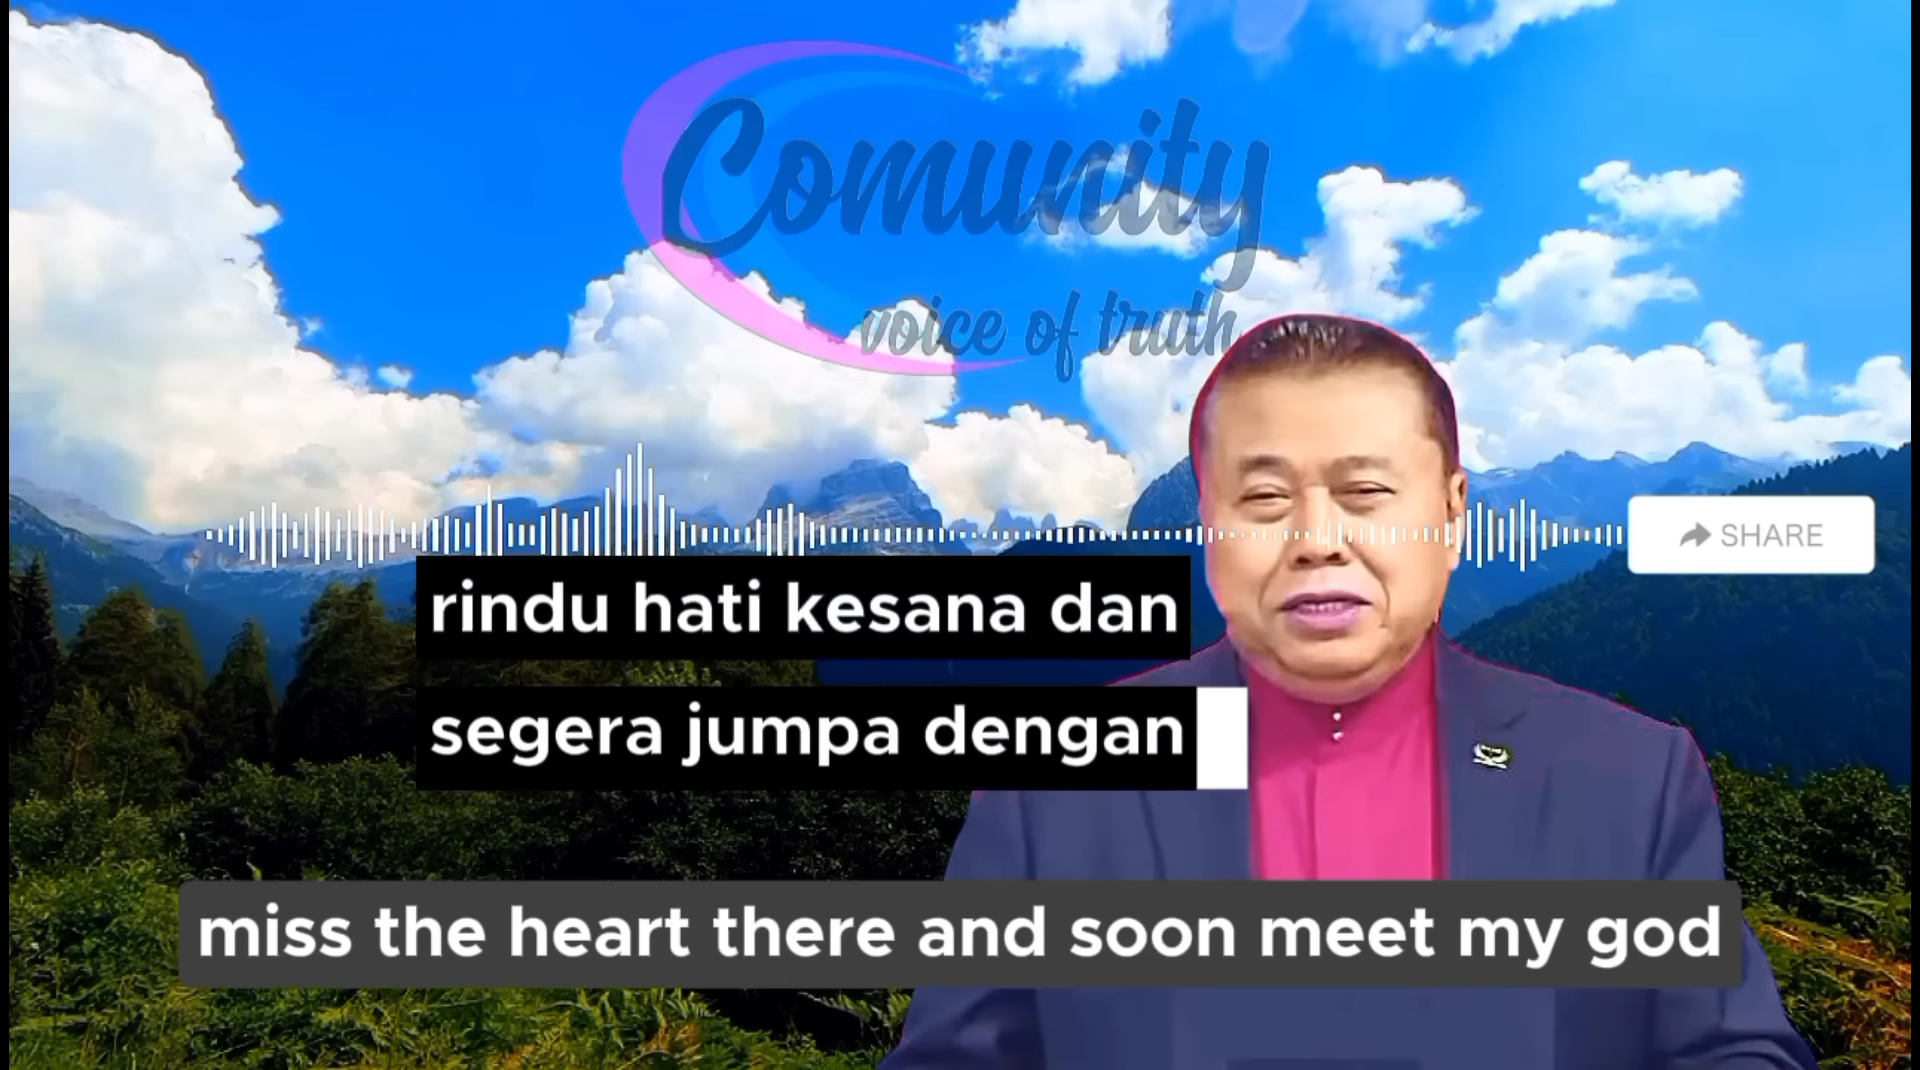 Comunity
voice of truth
SHARE
rindu hati kesana dan
segera jumpa dengan
miss the heart there and soon meet my god